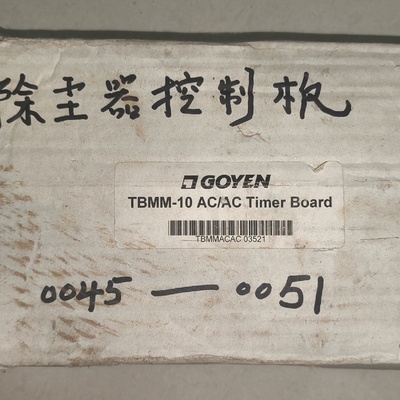 除尘器控制板
GOYEN
TBMM-10 AC/AC Timer Board
TBMMACAC 03521
0045 — 0051